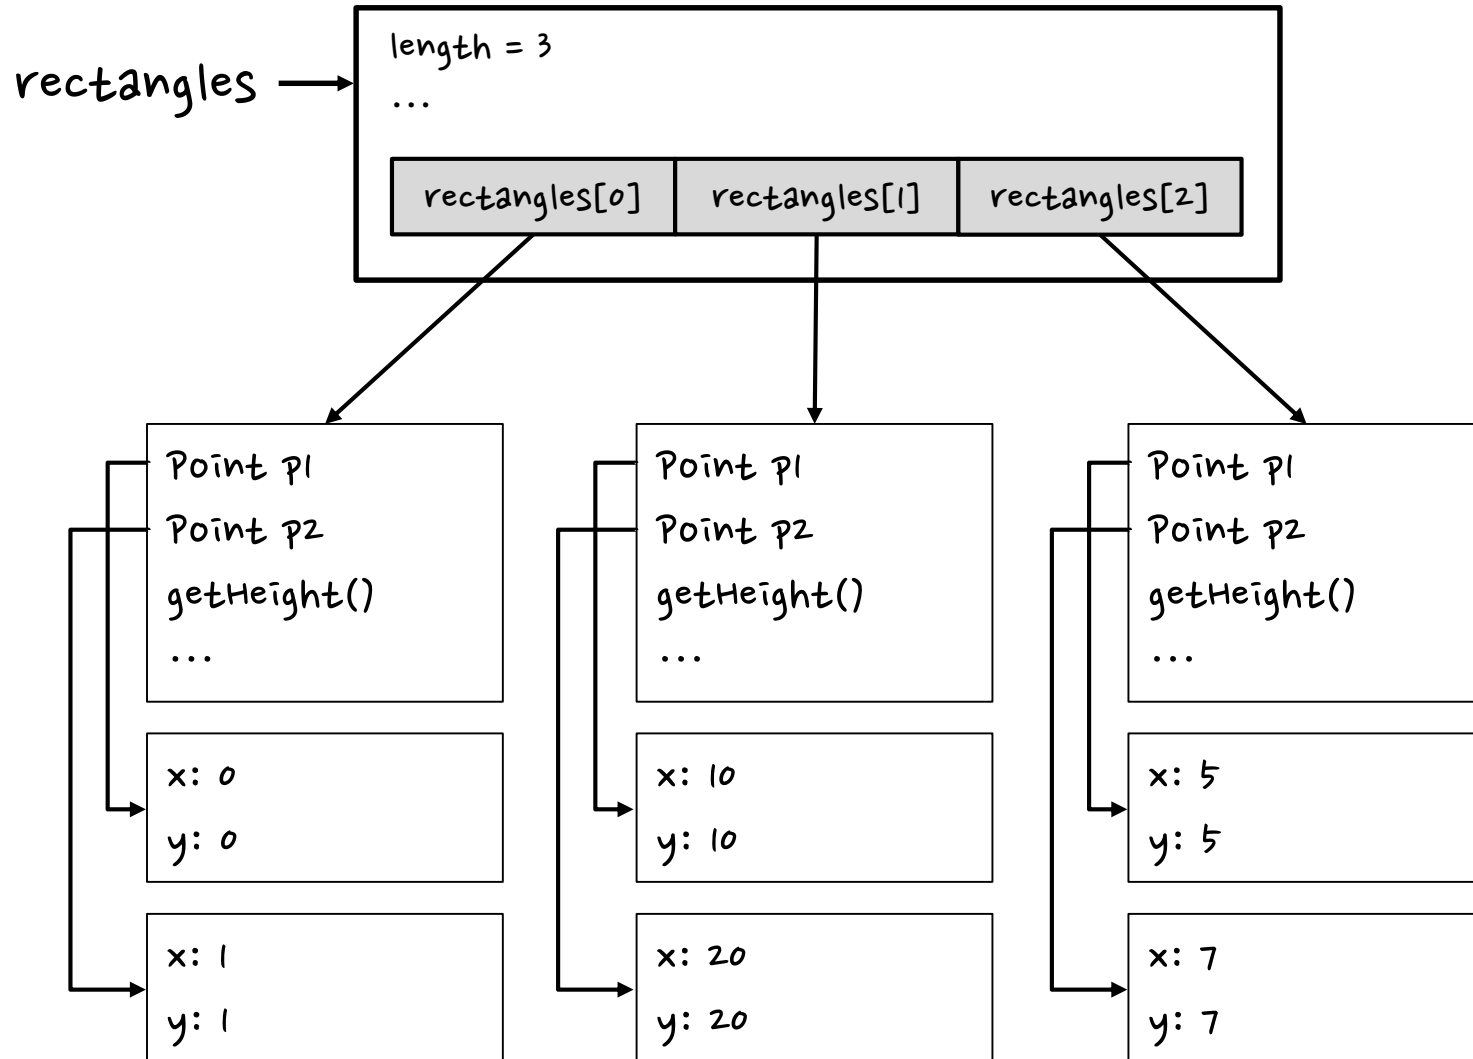 length = 3
rectangles
...
rectangles[0] rectangles[1] rectangles[2]
Point p1
Point p2
getHeight()
...
x: 0
y: 0
x: 1
y: 1
Point p1
Point p2
getHeight()
...
x: 10
y: 10
x: 20
y: 20
Point p1
Point p2
getHeight()
...
x: 5
y: 5
x: 7
y: 7